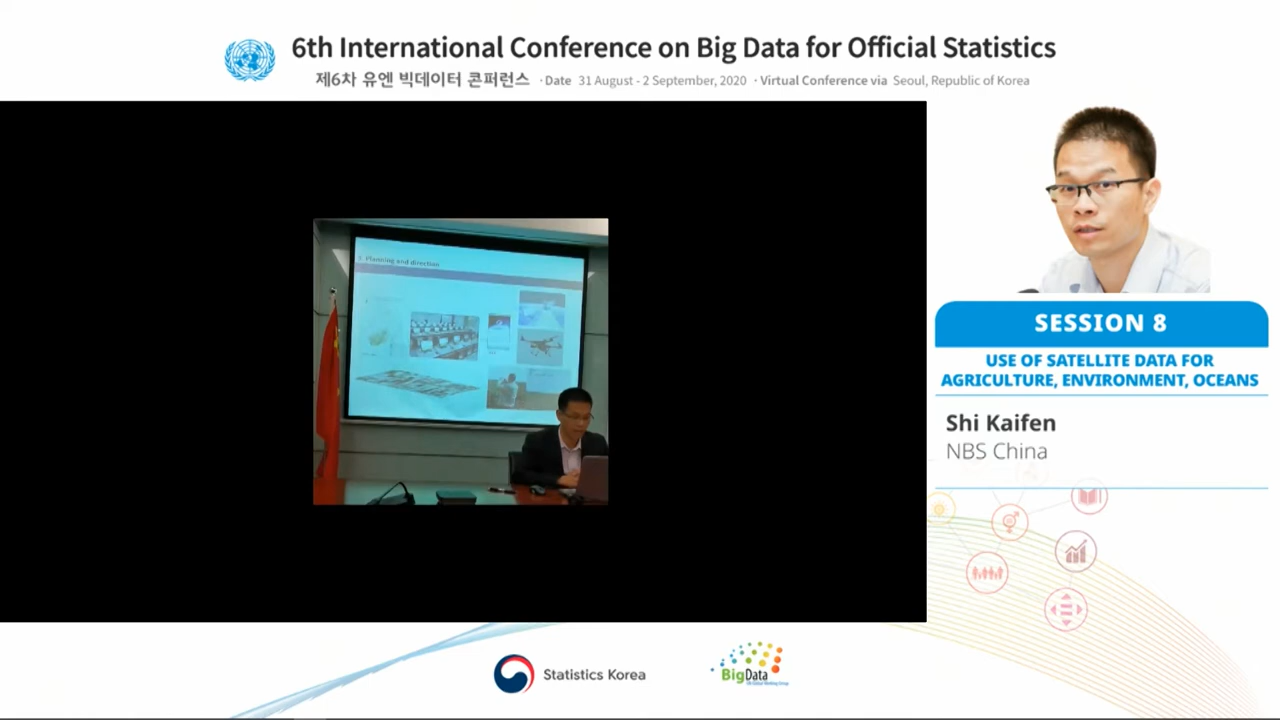 6th International Conference on Big Data for Official Statistics
제6차 유엔 빅데이터 콘퍼런스 · Date 31 August - 2 September, 2020 · Virtual Conference via Seoul, Republic of Korea
Planning and direction
SESSION 8
USE OF SATELLITE DATA FOR
AGRICULTURE, ENVIRONMENT, OCEANS
Shi Kaifen
NBS China
Statistics Korea
BigData